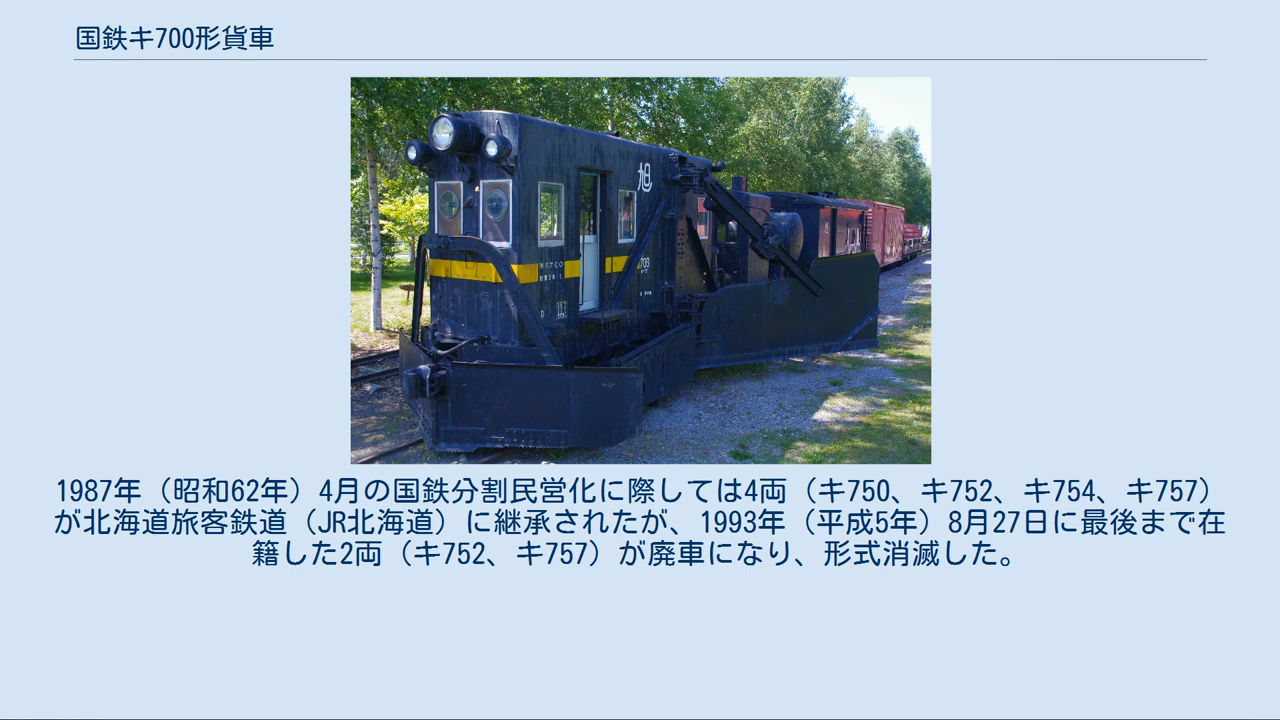 国鉄キ700形貨車
旭
1987年（昭和62年）4月の国鉄分割民営化に際しては4両（キ750、キ752、キ754、キ757）
が北海道旅客鉄道（JR北海道）に継承されたが、1993年（平成5年）8月27日に最後まで在
籍した2両（キ752、キ757）が廃車になり、形式消滅した。